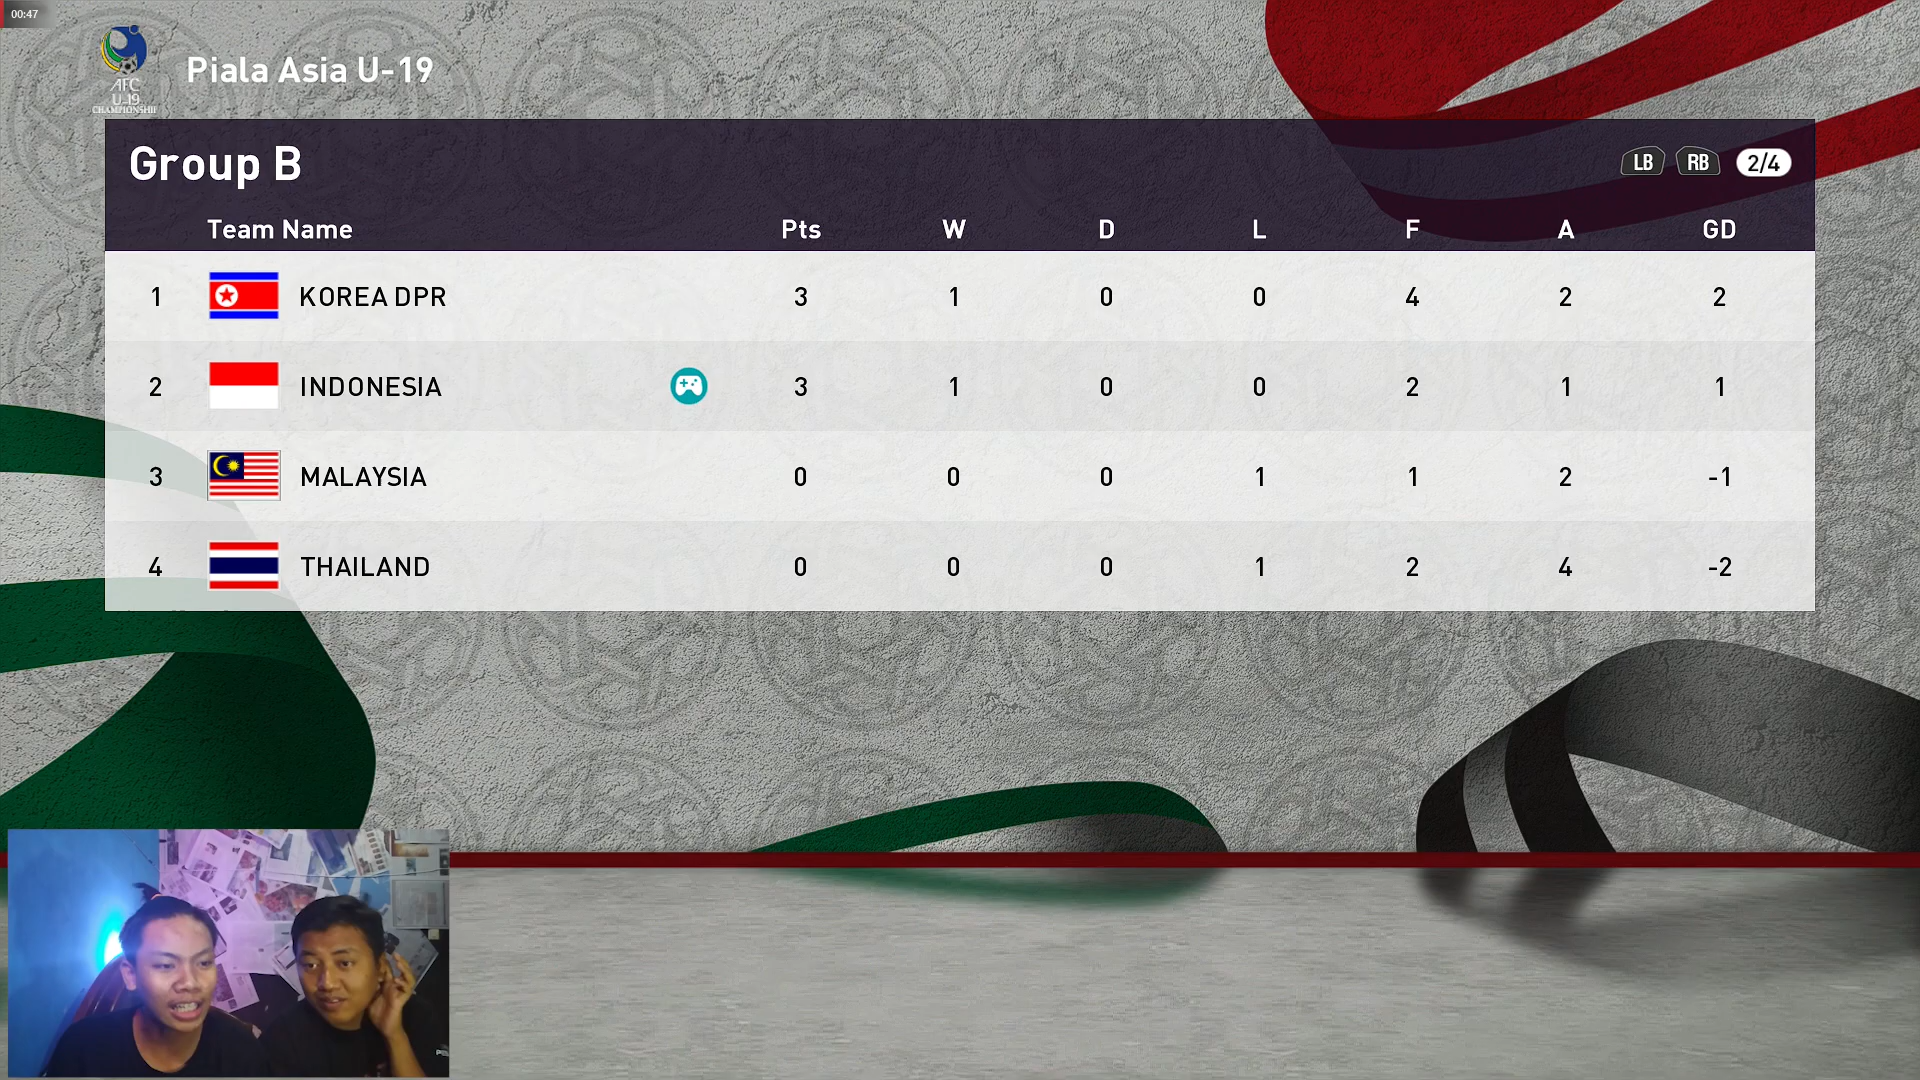 00:47
AFC
U-19
CHAMPIONSHIP
Piala Asia U-19
Group B
LB RB 2/4
Team Name Pts W D L F A GD
1 KOREA DPR 3 1 0 0 4 2 2
2 INDONESIA 3 1 0 0 2 1 1
3 MALAYSIA 0 0 0 1 1 2 -1
4 THAILAND 0 0 0 1 2 4 -2